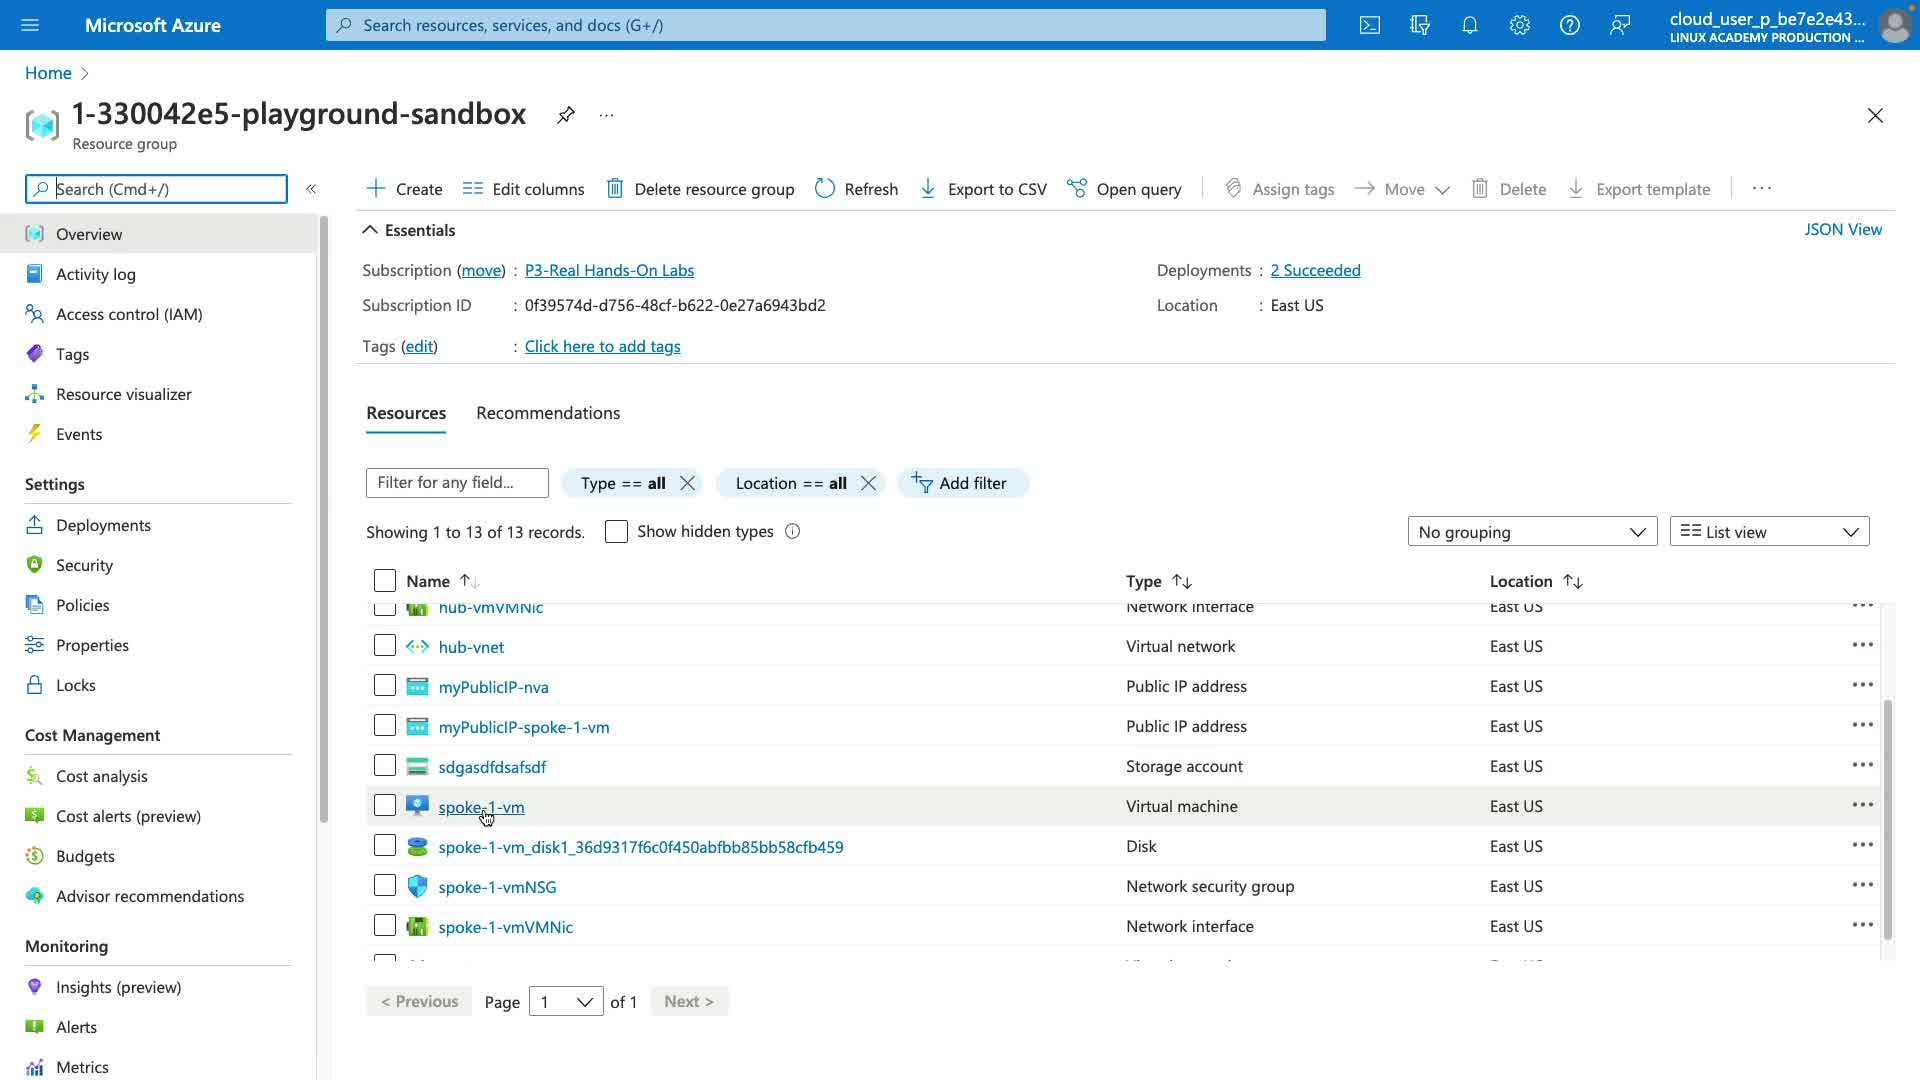 Microsoft Azure
Search resources, services, and docs (G+/)
cloud_user_p_be7e2e43...
LINUX ACADEMY PRODUCTION ...
Home
1-330042e5-playground-sandbox
...
Resource group
Search (Cmd+/)
Create
Edit columns
Delete resource group
Refresh
Export to CSV
Open query
Assign tags
Move
Delete
Export template
...
Overview
Activity log
Access control (IAM)
Tags
Resource visualizer
Events
Settings
Deployments
Security
Policies
Properties
Locks
Cost Management
Cost analysis
Cost alerts (preview)
Budgets
Advisor recommendations
Monitoring
Insights (preview)
Alerts
Metrics
Essentials
JSON View
Subscription (move) : P3-Real Hands-On Labs
Deployments : 2 Succeeded
Subscription ID : 0f39574d-d756-48cf-b622-0e27a6943bd2
Location : East US
Tags (edit) : Click here to add tags
Resources
Recommendations
Filter for any field...
Type == all
Location == all
Add filter
Showing 1 to 13 of 13 records.
Show hidden types
No grouping
List view
Name
Type
Location
hub-vmVMNic Network interface East US
hub-vnet Virtual network East US
myPublicIP-nva Public IP address East US
myPublicIP-spoke-1-vm Public IP address East US
sdgasdfdsafsdf Storage account East US
spoke-1-vm Virtual machine East US
spoke-1-vm_disk1_36d9317f6c0f450abfbb85bb58cfb459 Disk East US
spoke-1-vmNSG Network security group East US
spoke-1-vmVMNic Network interface East US
< Previous
Page 1 of 1
Next >